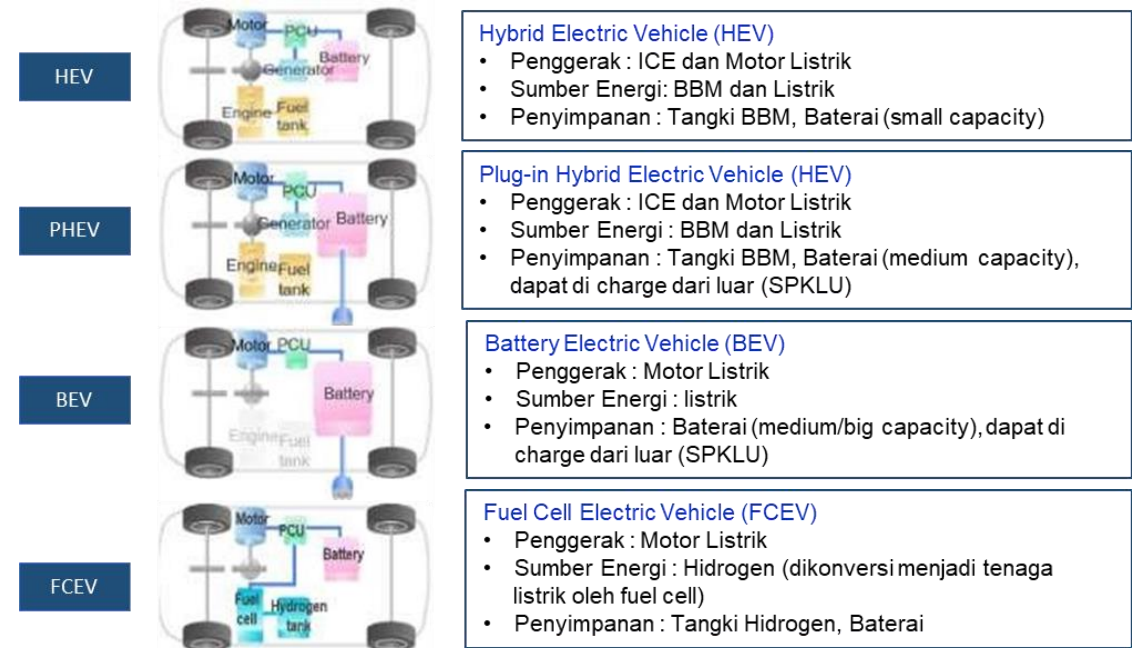 HEV
Motor
PCU
Battery
Generator
Engine
Fuel
tank
Hybrid Electric Vehicle (HEV)
• Penggerak : ICE dan Motor Listrik
• Sumber Energi: BBM dan Listrik
• Penyimpanan : Tangki BBM, Baterai (small capacity)
PHEV
Motor
PCU
Generator
Battery
Engine
Fuel
tank
Plug-in Hybrid Electric Vehicle (HEV)
• Penggerak : ICE dan Motor Listrik
• Sumber Energi : BBM dan Listrik
• Penyimpanan : Tangki BBM, Baterai (medium capacity),
dapat di charge dari luar (SPKLU)
BEV
Motor
PCU
Battery
Engine
Fuel
tank
Battery Electric Vehicle (BEV)
• Penggerak : Motor Listrik
• Sumber Energi : listrik
• Penyimpanan : Baterai (medium/big capacity), dapat di
charge dari luar (SPKLU)
FCEV
Motor
PCU
Battery
Fuel
cell
Hydrogen
tank
Fuel Cell Electric Vehicle (FCEV)
• Penggerak : Motor Listrik
• Sumber Energi : Hidrogen (dikonversi menjadi tenaga
listrik oleh fuel cell)
• Penyimpanan : Tangki Hidrogen, Baterai